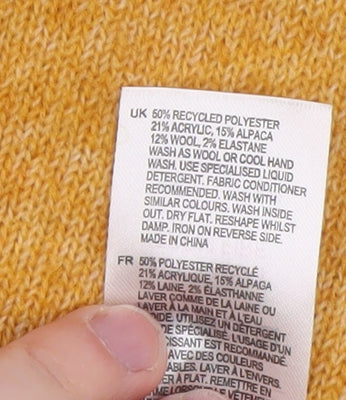 UK 50% RECYCLED POLYESTER
21% ACRYLIC, 15% ALPACA
12% WOOL, 2% ELASTANE
WASH AS WOOL OR COOL HAND
WASH. USE SPECIALISED LIQUID
DETERGENT. FABRIC CONDITIONER
RECOMMENDED. WASH WITH
SIMILAR COLOURS. WASH INSIDE
OUT. DRY FLAT. RESHAPE WHILST
DAMP. IRON ON REVERSE SIDE.
MADE IN CHINA
FR 50% POLYESTER RECYCLÉ
21% ACRYLIQUE, 15% ALPAGA
12% LAINE, 2% ÉLASTHANNE
LAVER COMME DE LA LAINE OU
À LA MAIN ET À L'EAU
UTILISEZ UN DÉTERGENT
DE SPÉCIALISÉ. L'USAGE D'UN
EST RECOMMANDÉ.
AVEC DES COULEURS
LAVER À L'ENVERS.
À PLAT. REMETTRE EN
LORSQUE LE VÊTEMENT